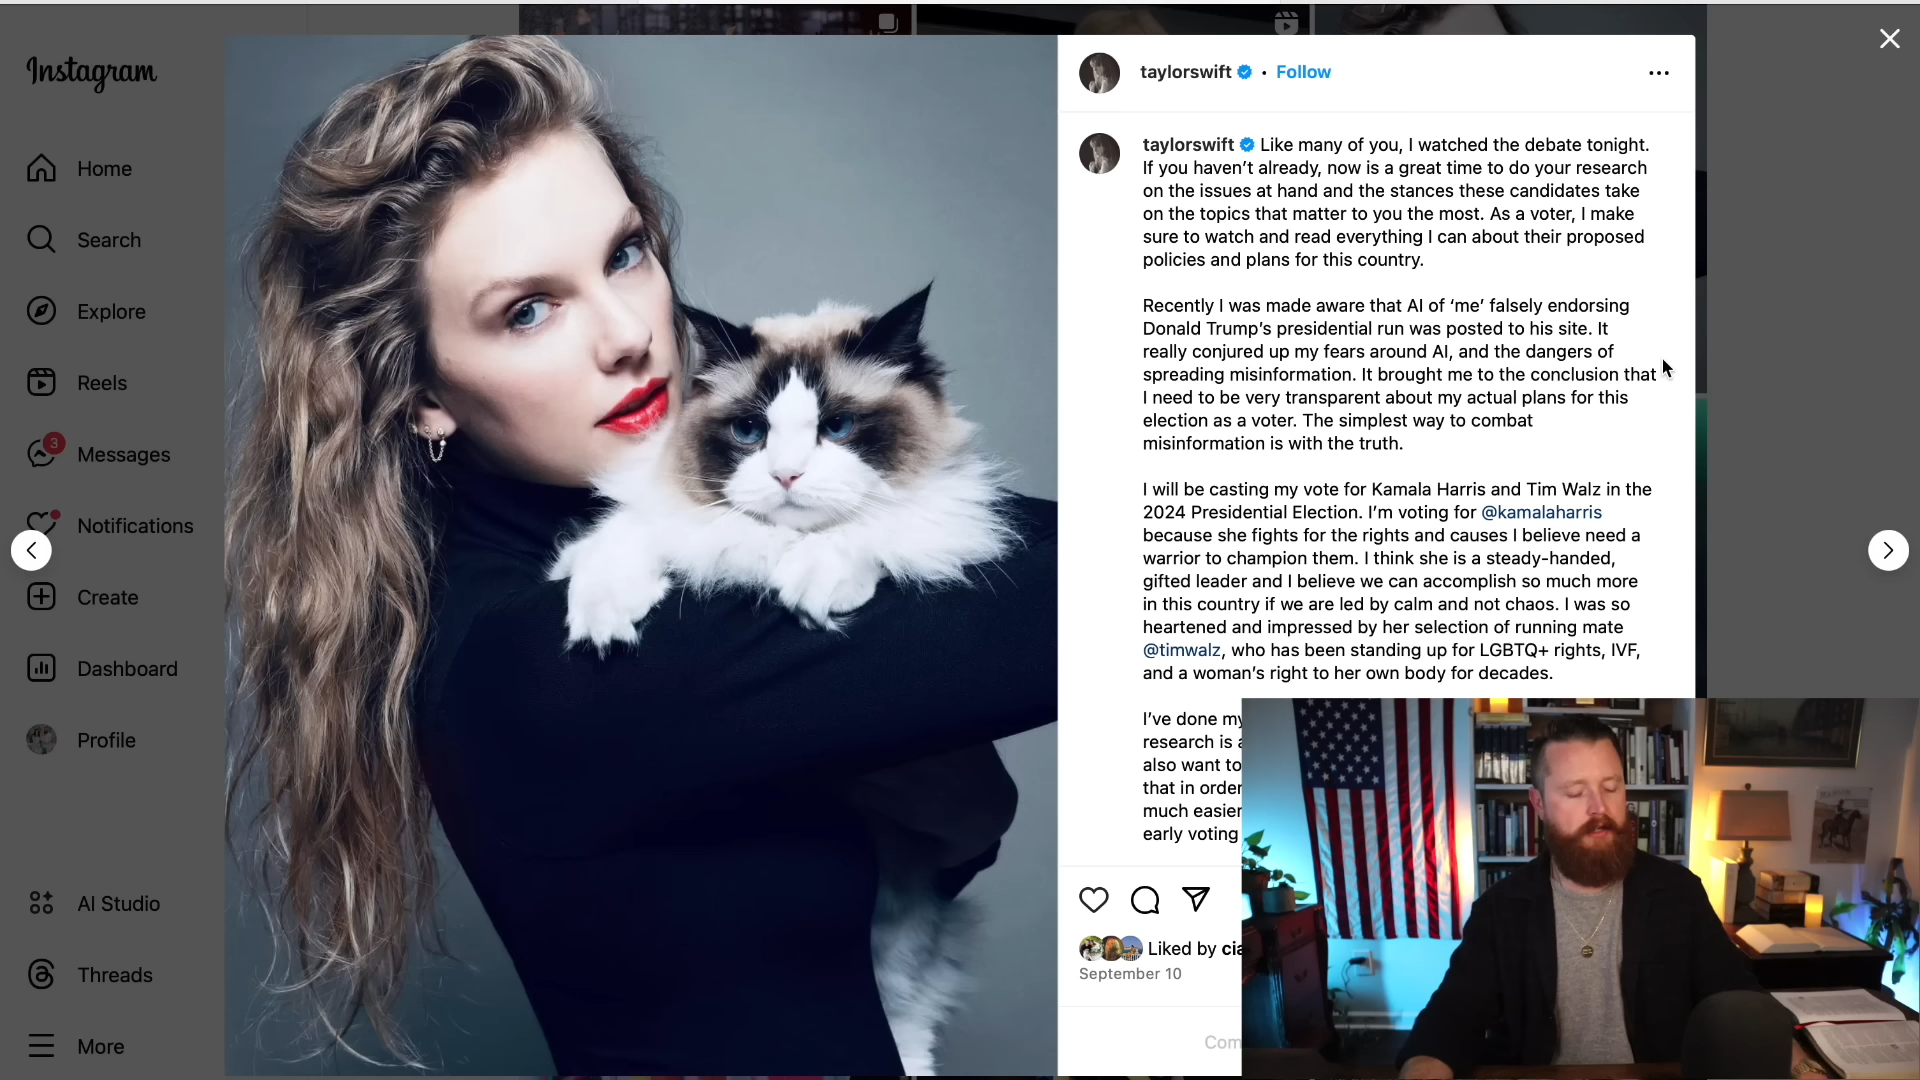 Instagram
Home
Search
Explore
Reels
3
Messages
Notifications
Create
Dashboard
Profile
AI Studio
Threads
More
taylorswift • Follow
taylorswift Like many of you, I watched the debate tonight.
If you haven’t already, now is a great time to do your research
on the issues at hand and the stances these candidates take
on the topics that matter to you the most. As a voter, I make
sure to watch and read everything I can about their proposed
policies and plans for this country.
Recently I was made aware that AI of ‘me’ falsely endorsing
Donald Trump’s presidential run was posted to his site. It
really conjured up my fears around AI, and the dangers of
spreading misinformation. It brought me to the conclusion that
I need to be very transparent about my actual plans for this
election as a voter. The simplest way to combat
misinformation is with the truth.
I will be casting my vote for Kamala Harris and Tim Walz in the
2024 Presidential Election. I’m voting for @kamalaharris
because she fights for the rights and causes I believe need a
warrior to champion them. I think she is a steady-handed,
gifted leader and I believe we can accomplish so much more
in this country if we are led by calm and not chaos. I was so
heartened and impressed by her selection of running mate
@timwalz, who has been standing up for LGBTQ+ rights, IVF,
and a woman’s right to her own body for decades.
I’ve done my
research is a
also want to
that in order
much easier
early voting
Liked by cia
September 10
Com